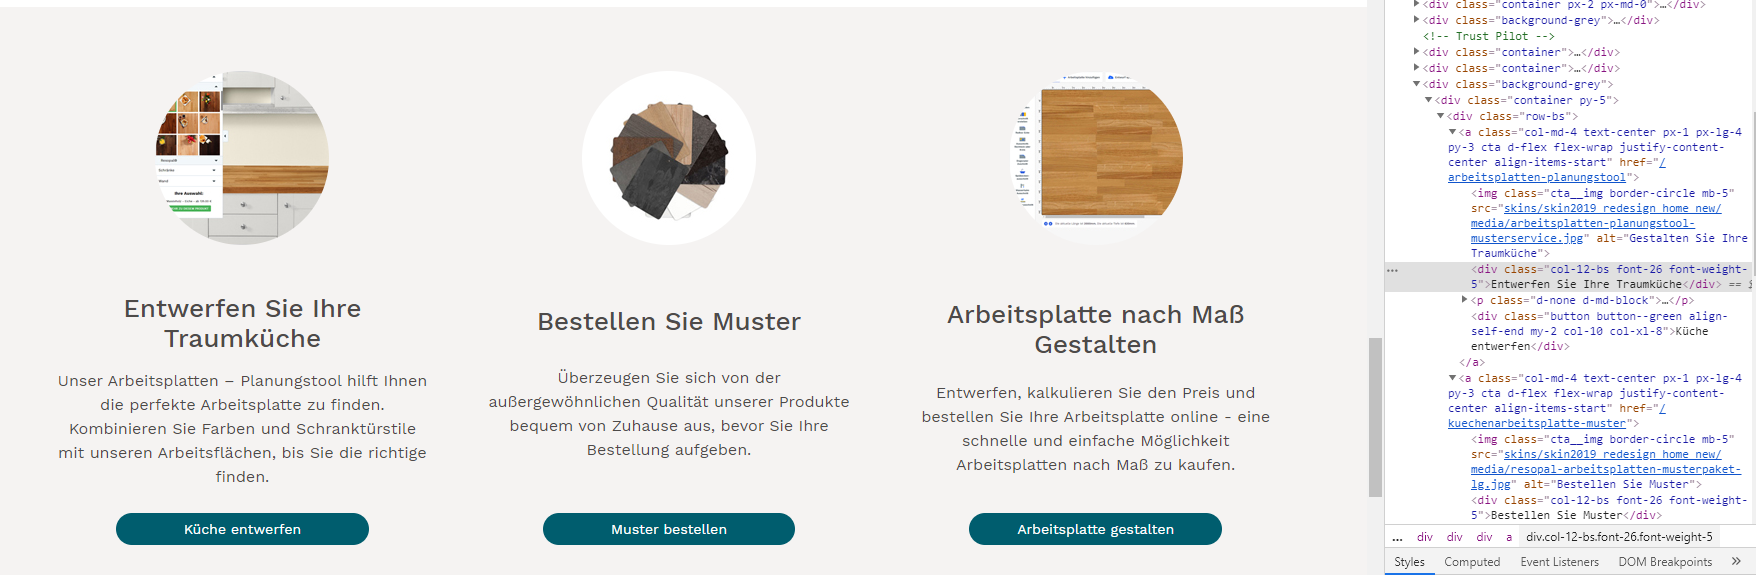 Ihre Auswahl:
Entwerfen Sie Ihre
Traumküche
Unser Arbeitsplatten – Planungstool hilft Ihnen
die perfekte Arbeitsplatte zu finden.
Kombinieren Sie Farben und Schranktürstile
mit unseren Arbeitsflächen, bis Sie die richtige
finden.
Küche entwerfen
Bestellen Sie Muster
Überzeugen Sie sich von der
außergewöhnlichen Qualität unserer Produkte
bequem von Zuhause aus, bevor Sie Ihre
Bestellung aufgeben.
Muster bestellen
Arbeitsplatte nach Maß
Gestalten
Entwerfen, kalkulieren Sie den Preis und
bestellen Sie Ihre Arbeitsplatte online - eine
schnelle und einfache Möglichkeit
Arbeitsplatten nach Maß zu kaufen.
Arbeitsplatte gestalten
<div class="container px-2 px-md-0">…</div>
<div class="background-grey">…</div>
<!-- Trust Pilot -->
<div class="container">…</div>
<div class="container">…</div>
<div class="background-grey">
<div class="container py-5">
<div class="row-bs">
<a class="col-md-4 text-center px-1 px-lg-4
py-3 cta d-flex flex-wrap justify-content-
center align-items-start" href="/
arbeitsplatten-planungstool">
<img class="cta__img border-circle mb-5"
src="skins/skin2019_redesign_home_new/
media/arbeitsplatten-planungstool-
musterservice.jpg" alt="Gestalten Sie Ihre
Traumküche">
<div class="col-12-bs font-26 font-weight-
5">Entwerfen Sie Ihre Traumküche</div> ==
<p class="d-none d-md-block">…</p>
<div class="button button--green align-
self-end my-2 col-10 col-xl-8">Küche
entwerfen</div>
</a>
<a class="col-md-4 text-center px-1 px-lg-4
py-3 cta d-flex flex-wrap justify-content-
center align-items-start" href="/
kuechenarbeitsplatte-muster">
<img class="cta__img border-circle mb-5"
src="skins/skin2019_redesign_home_new/
media/resopal-arbeitsplatten-musterpaket-
lg.jpg" alt="Bestellen Sie Muster">
<div class="col-12-bs font-26 font-weight-
5">Bestellen Sie Muster</div>
... div div div a div.col-12-bs.font-26.font-weight-5
Styles Computed Event Listeners DOM Breakpoints »